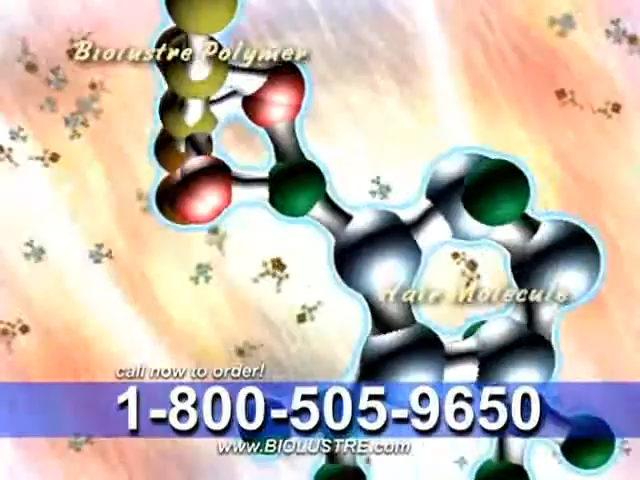 Biolustre Polymer
Hair Molecule
call now to order!
1-800-505-9650
www.BIOLUSTRE.com